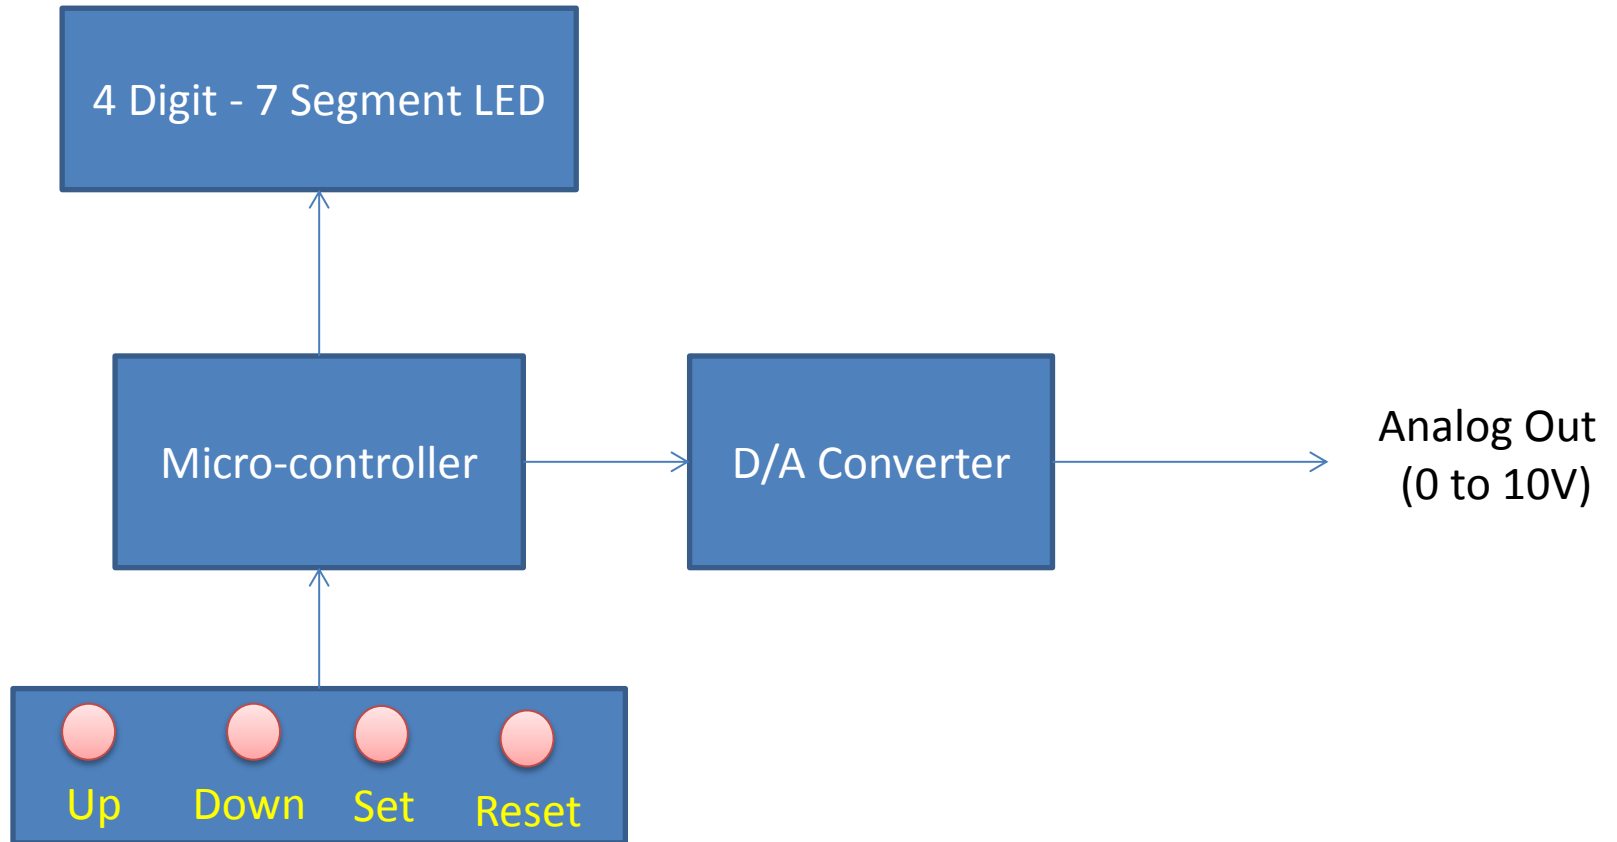 4 Digit - 7 Segment LED
Micro-controller
D/A Converter
Analog Out
(0 to 10V)
Up
Down
Set
Reset